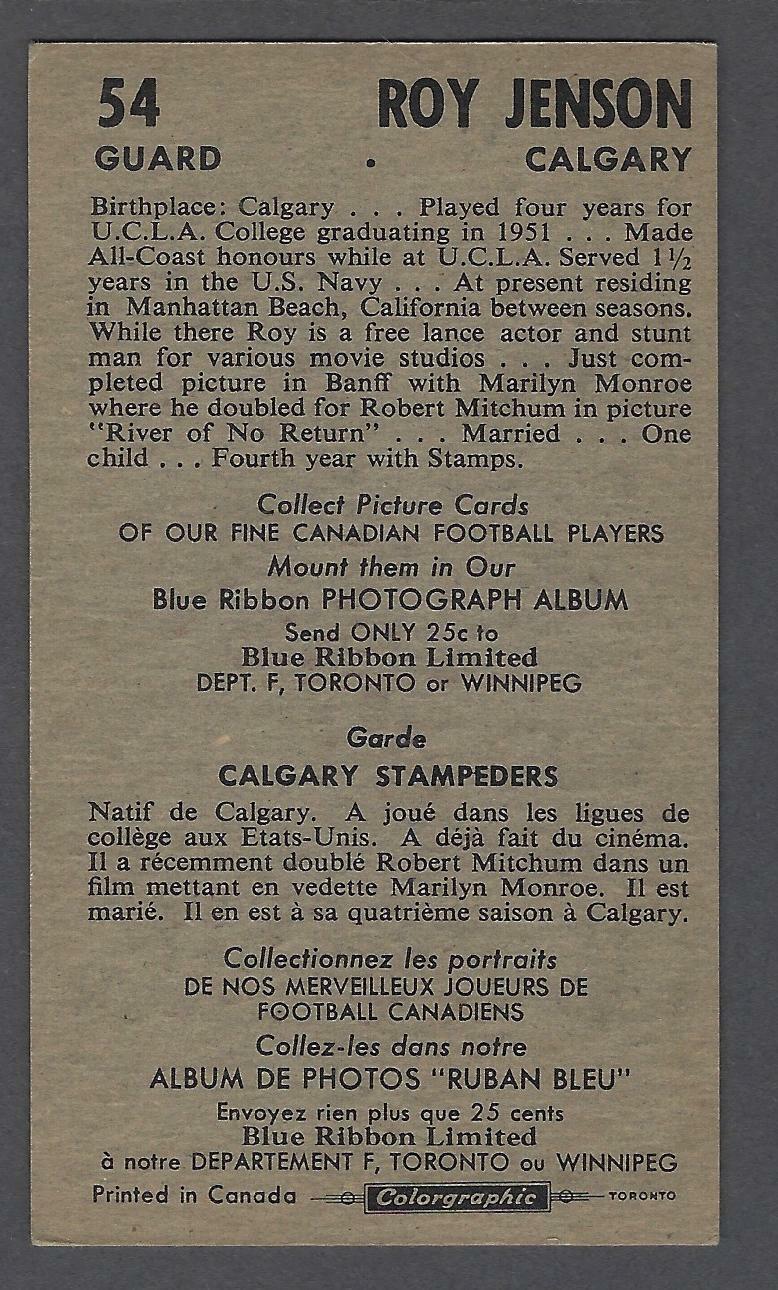 54 ROY JENSON
GUARD . CALGARY
Birthplace: Calgary . . . Played four years for
U.C.L.A. College graduating in 1951 . . . Made
All-Coast honours while at U.C.L.A. Served 1½
years in the U.S. Navy . . . At present residing
in Manhattan Beach, California between seasons.
While there Roy is a free lance actor and stunt
man for various movie studios . . . Just com-
pleted picture in Banff with Marilyn Monroe
where he doubled for Robert Mitchum in picture
"River of No Return" . . . Married . . . One
child . . . Fourth year with Stamps.
Collect Picture Cards
OF OUR FINE CANADIAN FOOTBALL PLAYERS
Mount them in Our
Blue Ribbon PHOTOGRAPH ALBUM
Send ONLY 25c to
Blue Ribbon Limited
DEPT. F, TORONTO or WINNIPEG
Garde
CALGARY STAMPEDERS
Natif de Calgary. A joué dans les ligues de
collège aux Etats-Unis. A déjà fait du cinéma.
Il a récemment doublé Robert Mitchum dans un
film mettant en vedette Marilyn Monroe. Il est
marié. Il en est à sa quatrième saison à Calgary.
Collectionnez les portraits
DE NOS MERVEILLEUX JOUEURS DE
FOOTBALL CANADIENS
Collez-les dans notre
ALBUM DE PHOTOS "RUBAN BLEU"
Envoyez rien plus que 25 cents
Blue Ribbon Limited
à notre DEPARTEMENT F, TORONTO ou WINNIPEG
Printed in Canada Colorgraphic TORONTO